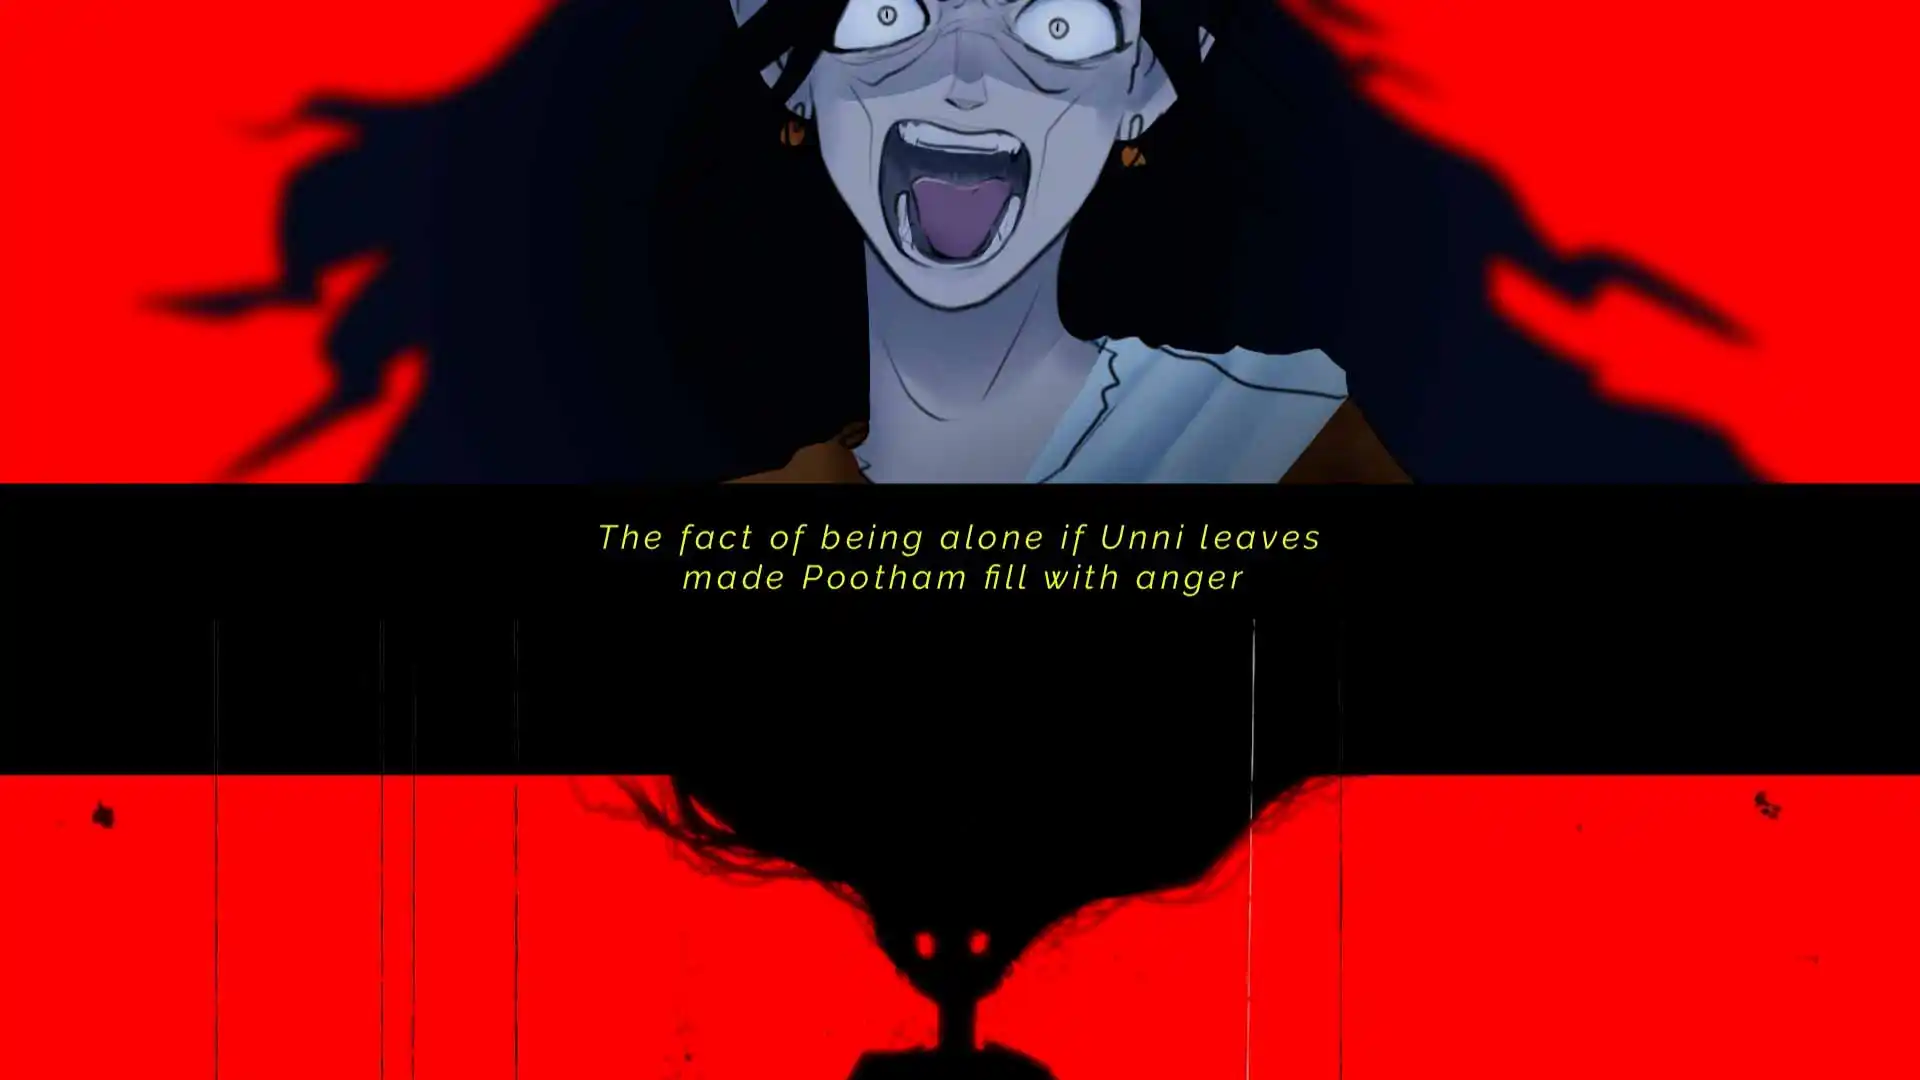 The fact of being alone if Unni leaves
made Pootham fill with anger